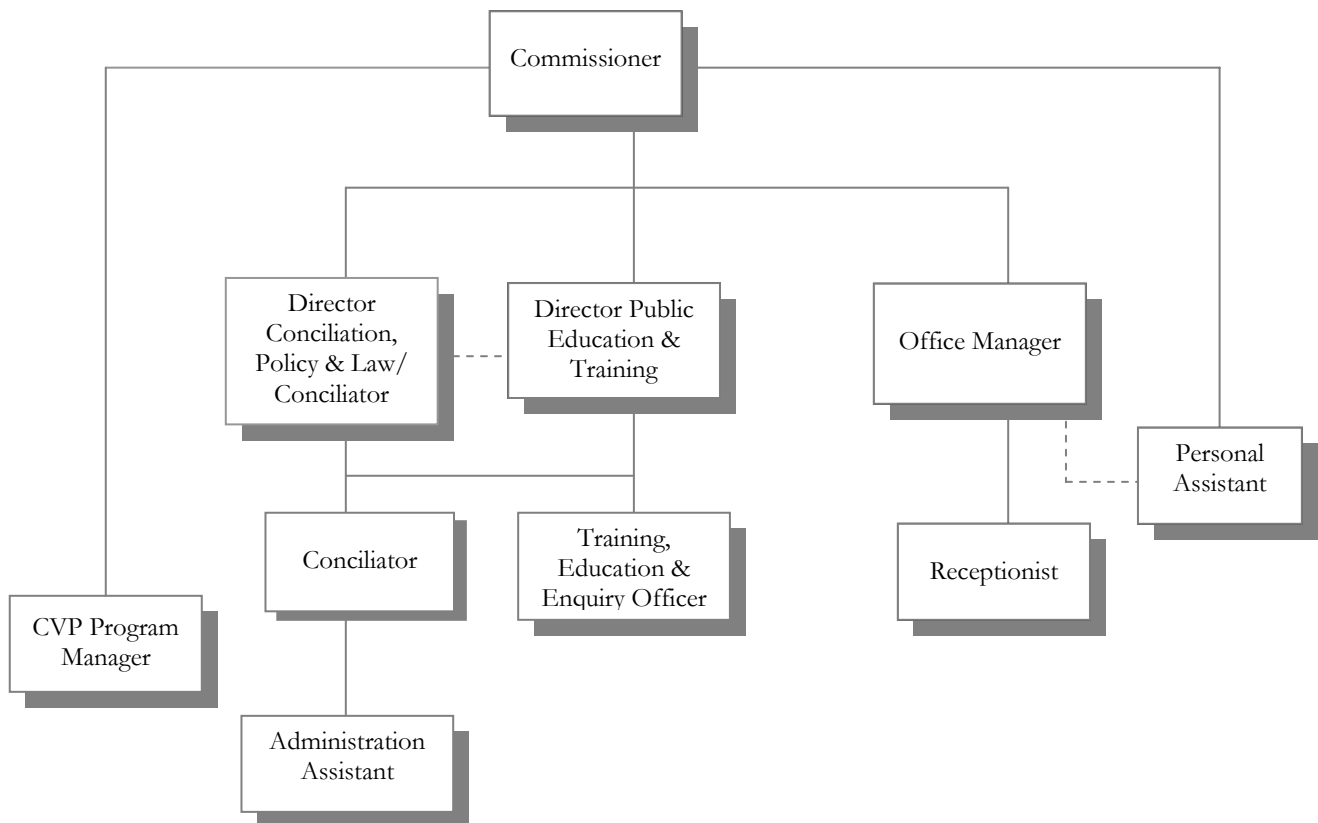 Commissioner
Director
Conciliation,
Policy & Law/
Conciliator
Director Public
Education &
Training
Office Manager
Personal
Assistant
Conciliator
Training,
Education &
Enquiry Officer
Receptionist
CVP Program
Manager
Administration
Assistant